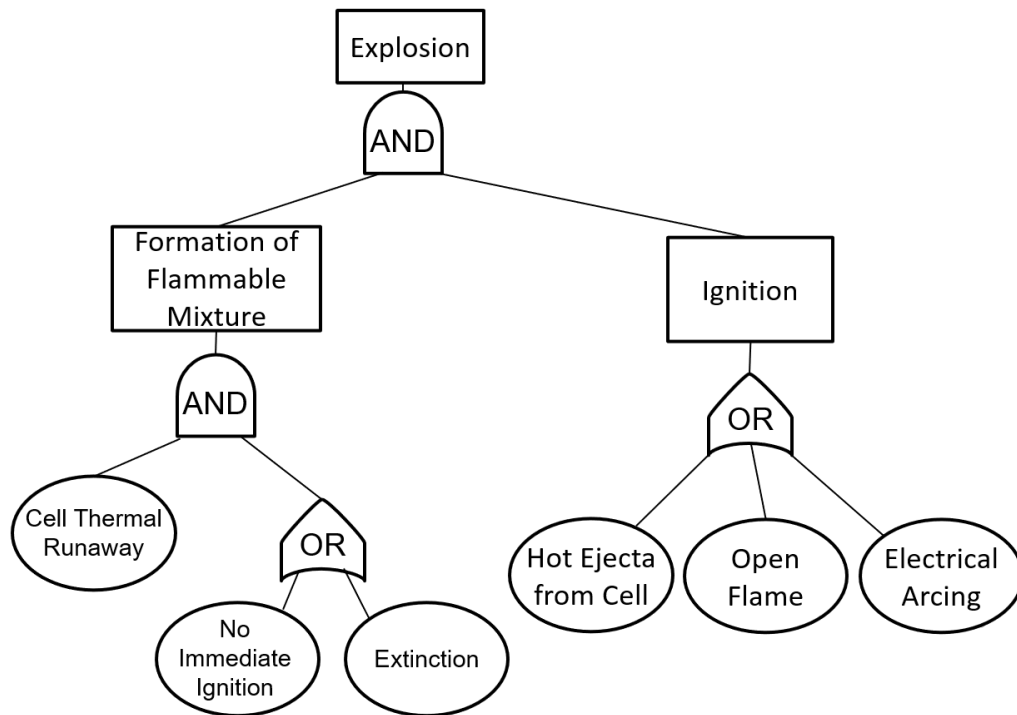 Explosion
AND
Formation of
Flammable
Mixture
Ignition
AND
OR
Cell Thermal
Runaway
OR
Hot Ejecta
from Cell
Open
Flame
Electrical
Arcing
No
Immediate
Ignition
Extinction